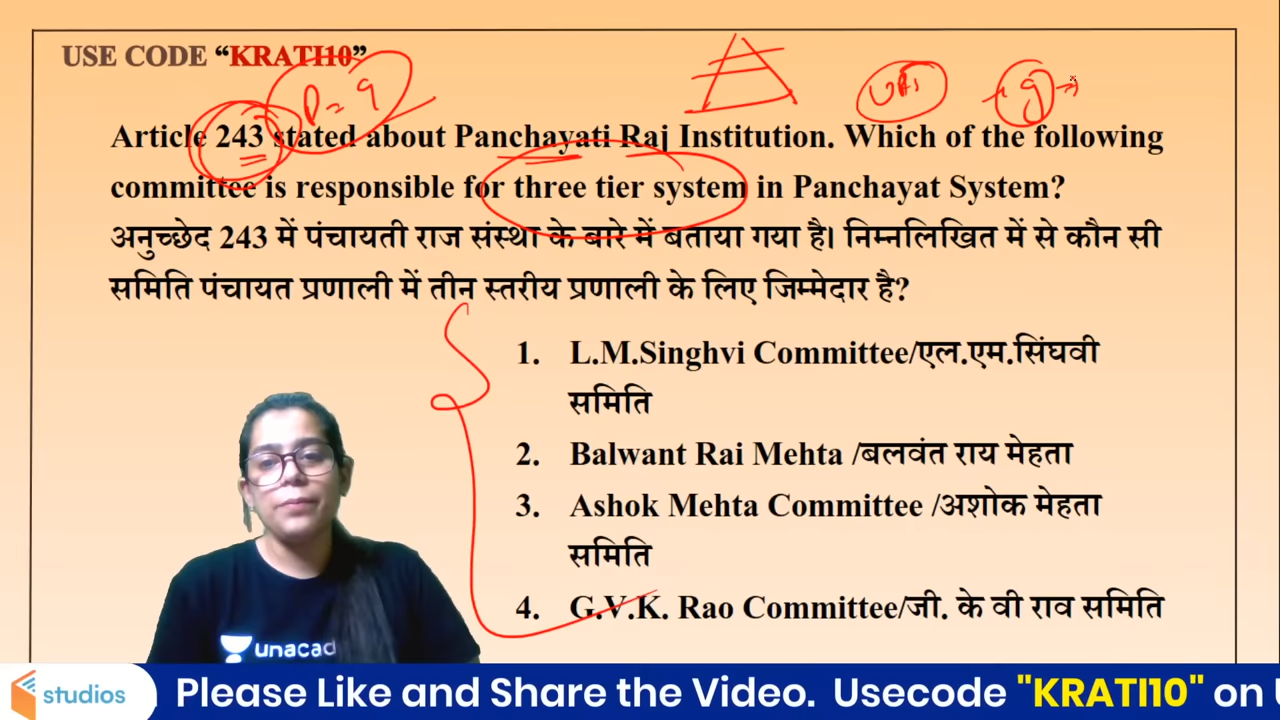 USE CODE “KRATI10”
P = 9
Article 243 stated about Panchayati Raj Institution. Which of the following
committee is responsible for three tier system in Panchayat System?
अनुच्छेद 243 में पंचायती राज संस्था के बारे में बताया गया है। निम्नलिखित में से कौन सी
समिति पंचायत प्रणाली में तीन स्तरीय प्रणाली के लिए जिम्मेदार है?
1. L.M.Singhvi Committee/एल.एम.सिंघवी
समिति
2. Balwant Rai Mehta /बलवंत राय मेहता
3. Ashok Mehta Committee /अशोक मेहता
समिति
4. G.V.K. Rao Committee/जी. के वी राव समिति
unacad
studios
Please Like and Share the Video. Usecode "KRATI10" on U